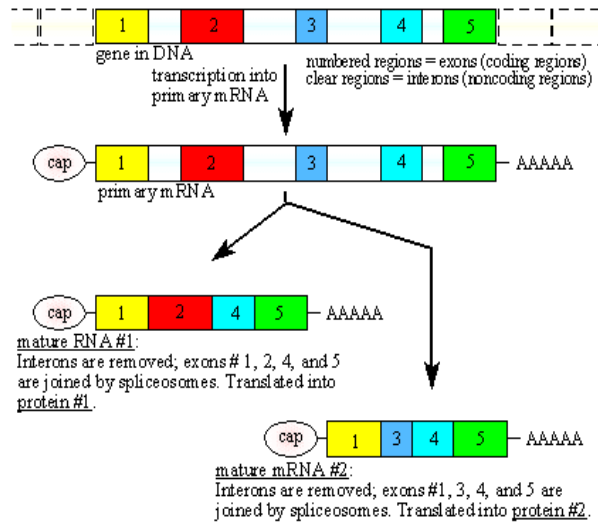 1 2 3 4 5
gene in DNA
numbered regions = exons (coding regions)
clear regions = interons (noncoding regions)
transcription into
primary mRNA
cap 1 2 3 4 5 AAAAA
primary mRNA
cap 1 2 4 5 AAAAA
mature RNA #1:
Interons are removed; exons # 1, 2, 4, and 5
are joined by spliceosomes. Translated into
protein #1.
cap 1 3 4 5 AAAAA
mature mRNA #2:
Interons are removed; exons #1, 3, 4, and 5 are
joined by spliceosomes. Translated into protein #2.